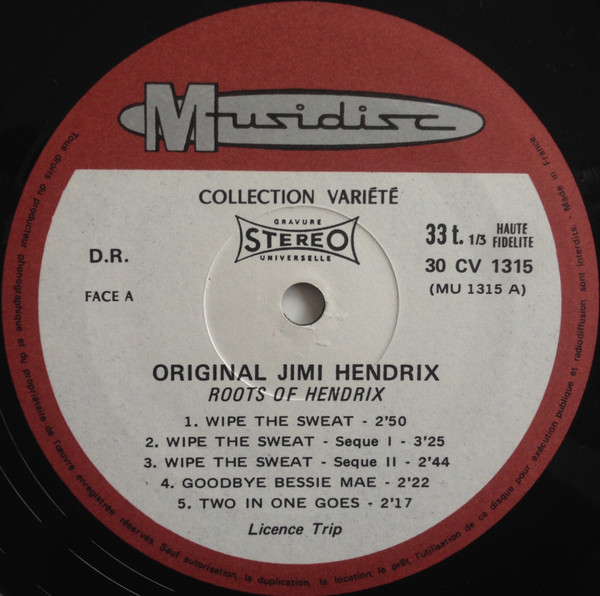 Musidisc
COLLECTION VARIÉTÉ
GRAVURE
STEREO
UNIVERSELLE
D.R.
33 t. 1/3 HAUTE FIDELITE
30 CV 1315
FACE A
(MU 1315 A)
ORIGINAL JIMI HENDRIX
ROOTS OF HENDRIX
1. WIPE THE SWEAT - 2'50
2. WIPE THE SWEAT - Seque I - 3'25
3. WIPE THE SWEAT - Seque II - 2'44
4. GOODBYE BESSIE MAE - 2'22
5. TWO IN ONE GOES - 2'17
Licence Trip
Tous droits du producteur phonographique et du propriétaire de l'œuvre enregistrée réservés. Sauf autorisation, la duplication, la location, le prêt, l'utilisation de ce disque pour exécution publique et radiodiffusion sont interdits. - Made in France.